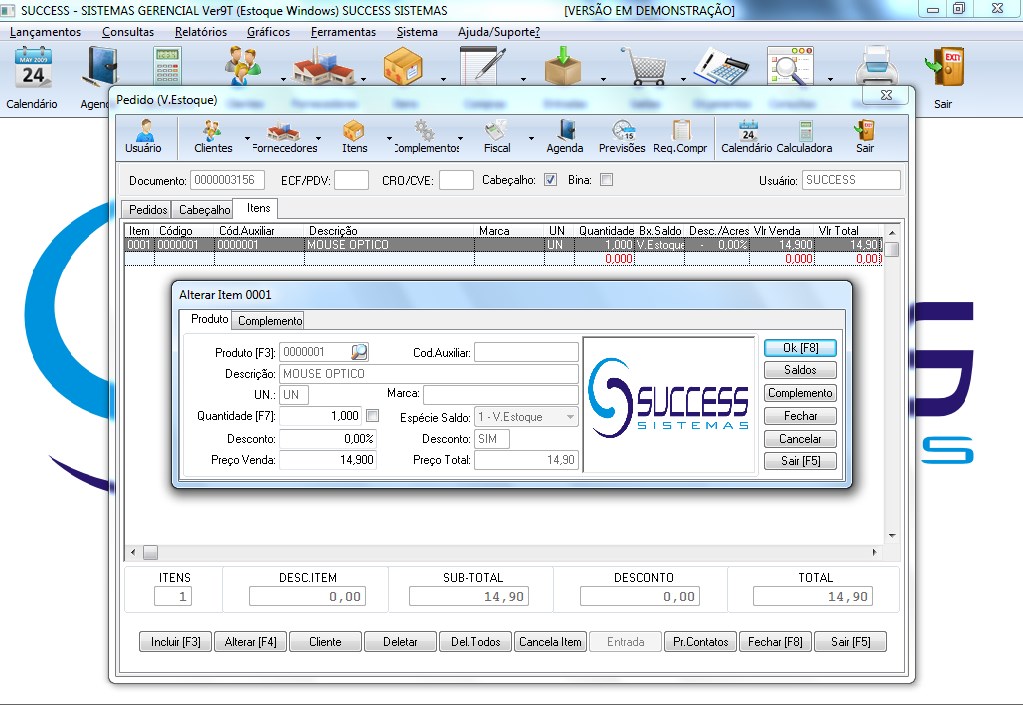 SUCCESS - SISTEMAS GERENCIAL Ver9T (Estoque Windows) SUCCESS SISTEMAS [VERSÃO EM DEMONSTRAÇÃO]
Lançamentos Consultas Relatórios Gráficos Ferramentas Sistema Ajuda/Suporte?
MAY 2009
24
Calendário Agen Sair
EXIT
Pedido (V.Estoque)
Usuário Clientes Fornecedores Itens Complementos Fiscal Agenda Previsões Req.Compr Calendário Calculadora Sair
Documento: 0000003156 ECF/PDV: CRO/CVE: Cabeçalho: Bina: Usuário: SUCCESS
Pedidos Cabeçalho Itens
Item Código Cód.Auxiliar Descrição Marca UN Quantidade Bx.Saldo Desc./Acres Vlr Venda Vlr Total
0001 0000001 0000001 MOUSE OPTICO UN 1,000 V.Estoque - 0,00% 14,900 14,90
0,000 0,000 0,00
Alterar Item 0001
Produto Complemento
Produto [F3]: 0000001 Cod.Auxiliar:
Descrição: MOUSE OPTICO
UN.: UN Marca:
Quantidade [F7]: 1,000 Espécie Saldo: 1 - V.Estoque
Desconto: 0,00% Desconto: SIM
Preço Venda: 14,900 Preço Total: 14,90
SUCCESS
SISTEMAS
Ok [F8]
Saldos
Complemento
Fechar
Cancelar
Sair [F5]
S
S
ITENS DESC.ITEM SUB-TOTAL DESCONTO TOTAL
1 0,00 14,90 0,00 14,90
Incluir [F3] Alterar [F4] Cliente Deletar Del.Todos Cancela Item Entrada Pr.Contatos Fechar [F8] Sair [F5]